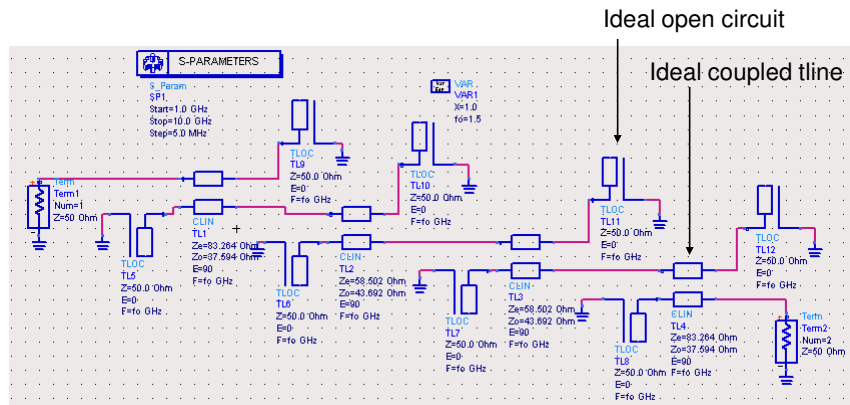 Ideal open circuit
Ideal coupled tline
S-PARAMETERS
S_Param
SP1
Start=1.0 GHz
Stop=10.0 GHz
Step=5.0 MHz
VAR
VAR1
X=1.0
fo=1.5
Term
Term1
Num=1
Z=50 Ohm
TLOC
TL9
Z=50.0 Ohm
E=0
F=fo GHz
TLOC
TL10
Z=50.0 Ohm
E=0
F=fo GHz
TLOC
TL11
Z=50.0 Ohm
E=0
F=fo GHz
TLOC
TL12
Z=50.0 Ohm
E=0
F=fo GHz
TLOC
TL5
Z=50.0 Ohm
E=0
F=fo GHz
CLIN
TL1
Ze=83.264 Ohm
Zo=37.594 Ohm
E=90
F=fo GHz
TLOC
TL6
Z=50.0 Ohm
E=0
F=fo GHz
CLIN
TL2
Ze=58.502 Ohm
Zo=43.692 Ohm
E=90
F=fo GHz
TLOC
TL7
Z=50.0 Ohm
E=0
F=fo GHz
CLIN
TL3
Ze=58.502 Ohm
Zo=43.692 Ohm
E=90
F=fo GHz
TLOC
TL8
Z=50.0 Ohm
E=0
F=fo GHz
CLIN
TL4
Ze=83.264 Ohm
Zo=37.594 Ohm
E=90
F=fo GHz
Term
Term2
Num=2
Z=50 Ohm